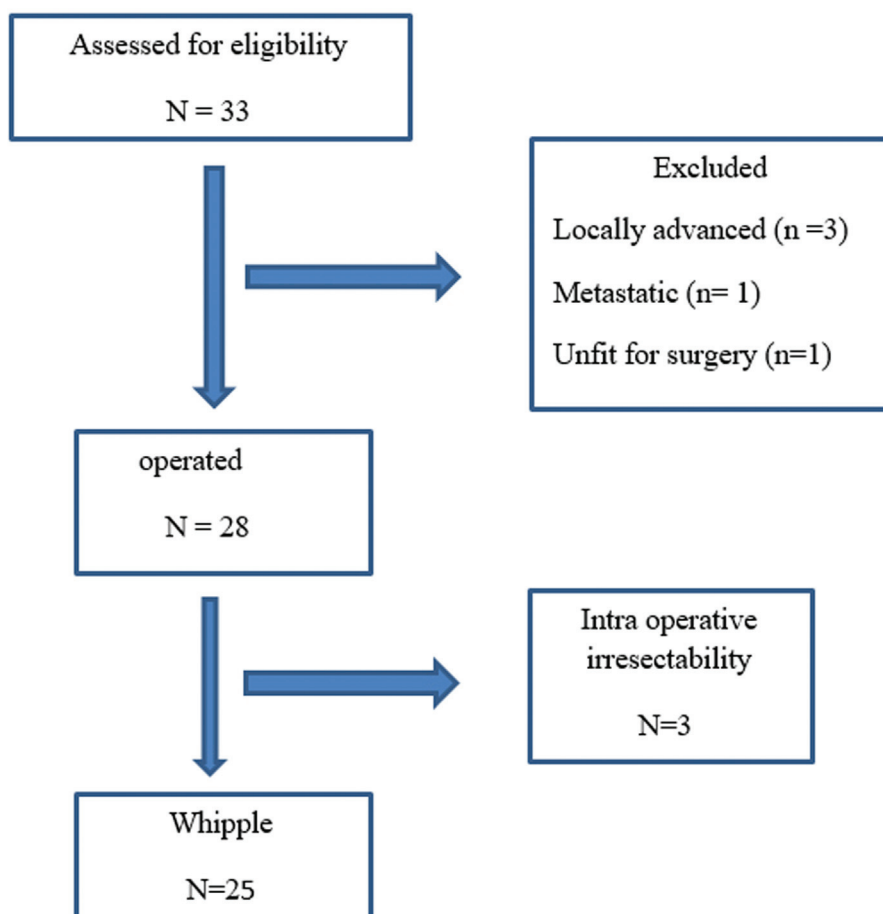 Assessed for eligibility
N = 33
Excluded
Locally advanced (n =3)
Metastatic (n= 1)
Unfit for surgery (n=1)
operated
N = 28
Intra operative
irresectability
N=3
Whipple
N=25